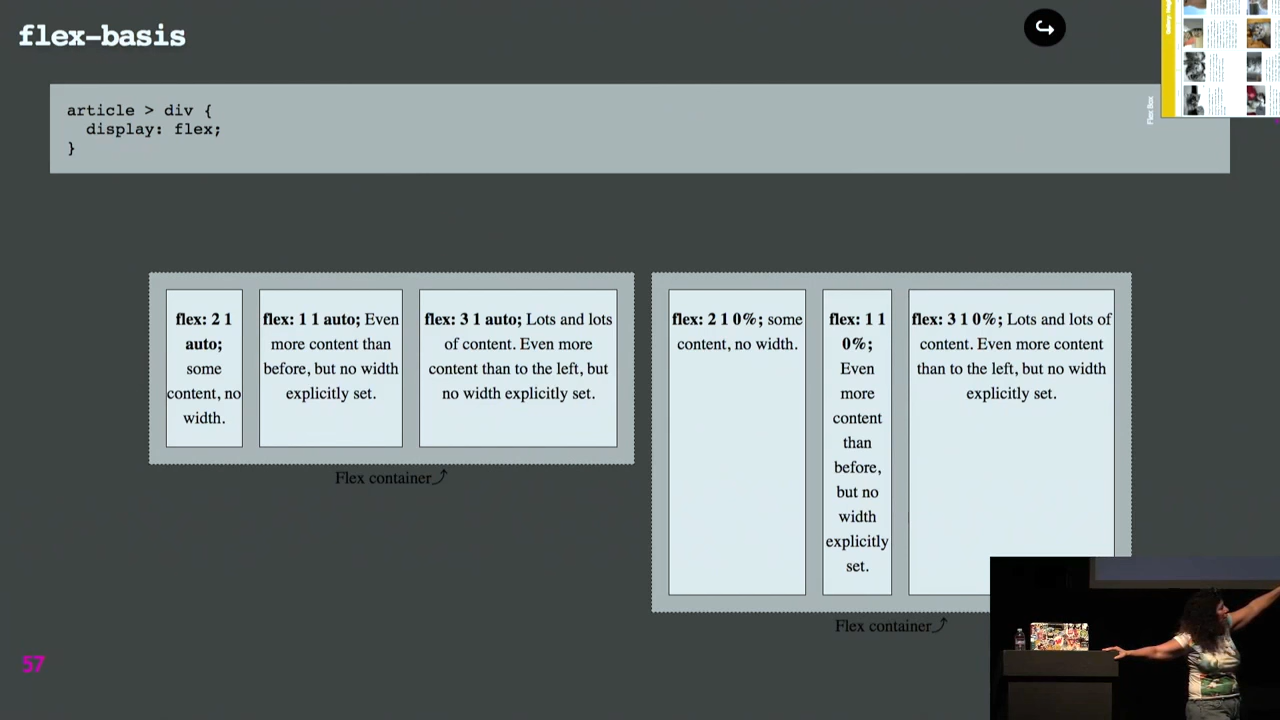 flex-basis
article > div {
display: flex;
}
Flex Box
flex: 2 1
auto;
some
content, no
width.
flex: 1 1 auto; Even
more content than
before, but no width
explicitly set.
flex: 3 1 auto; Lots and lots
of content. Even more
content than to the left, but
no width explicitly set.
Flex container⤴
flex: 2 1 0%; some
content, no width.
flex: 1 1
0%;
Even
more
content
than
before,
but no
width
explicitly
set.
flex: 3 1 0%; Lots and lots of
content. Even more content
than to the left, but no width
explicitly set.
Flex container⤴
57